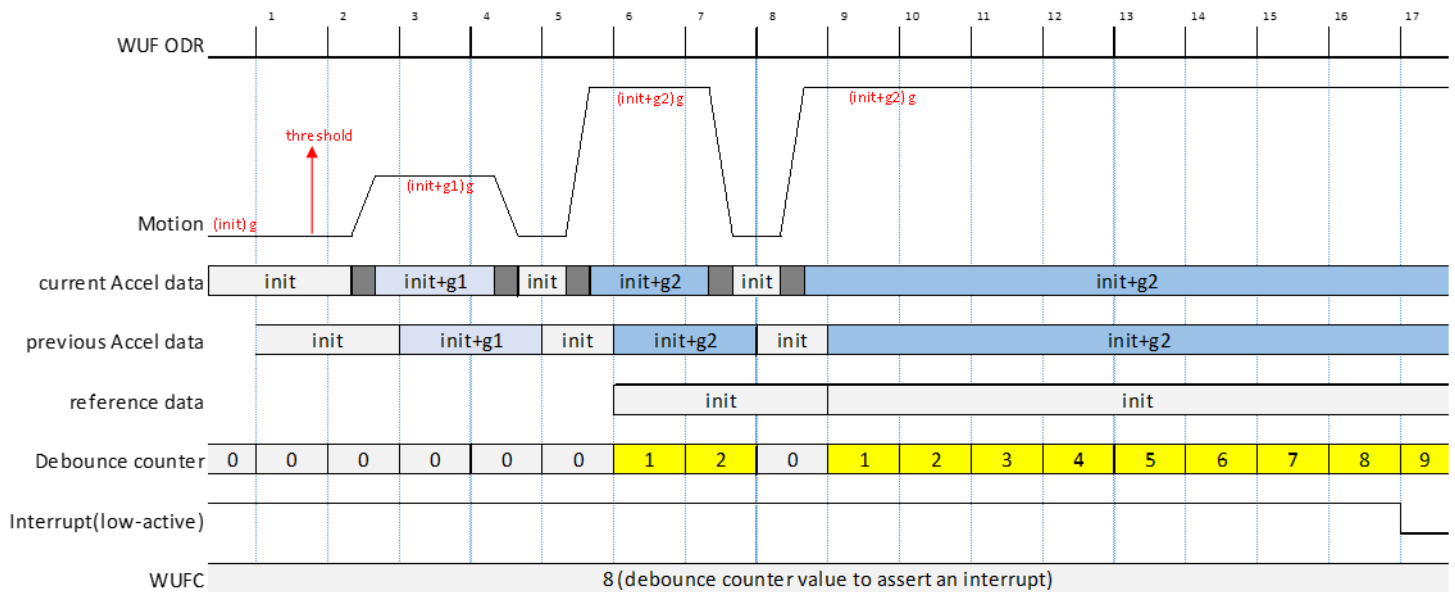 1 2 3 4 5 6 7 8 9 10 11 12 13 14 15 16 17
WUF ODR
(init+g2)g (init+g2)g
threshold
(init+g1)g
Motion (init)g
current Accel data init init+g1 init init+g2 init init+g2
previous Accel data init init+g1 init init+g2 init init+g2
reference data init init
Debounce counter 0 0 0 0 0 0 1 2 0 1 2 3 4 5 6 7 8 9
Interrupt(low-active)
WUFC 8 (debounce counter value to assert an interrupt)